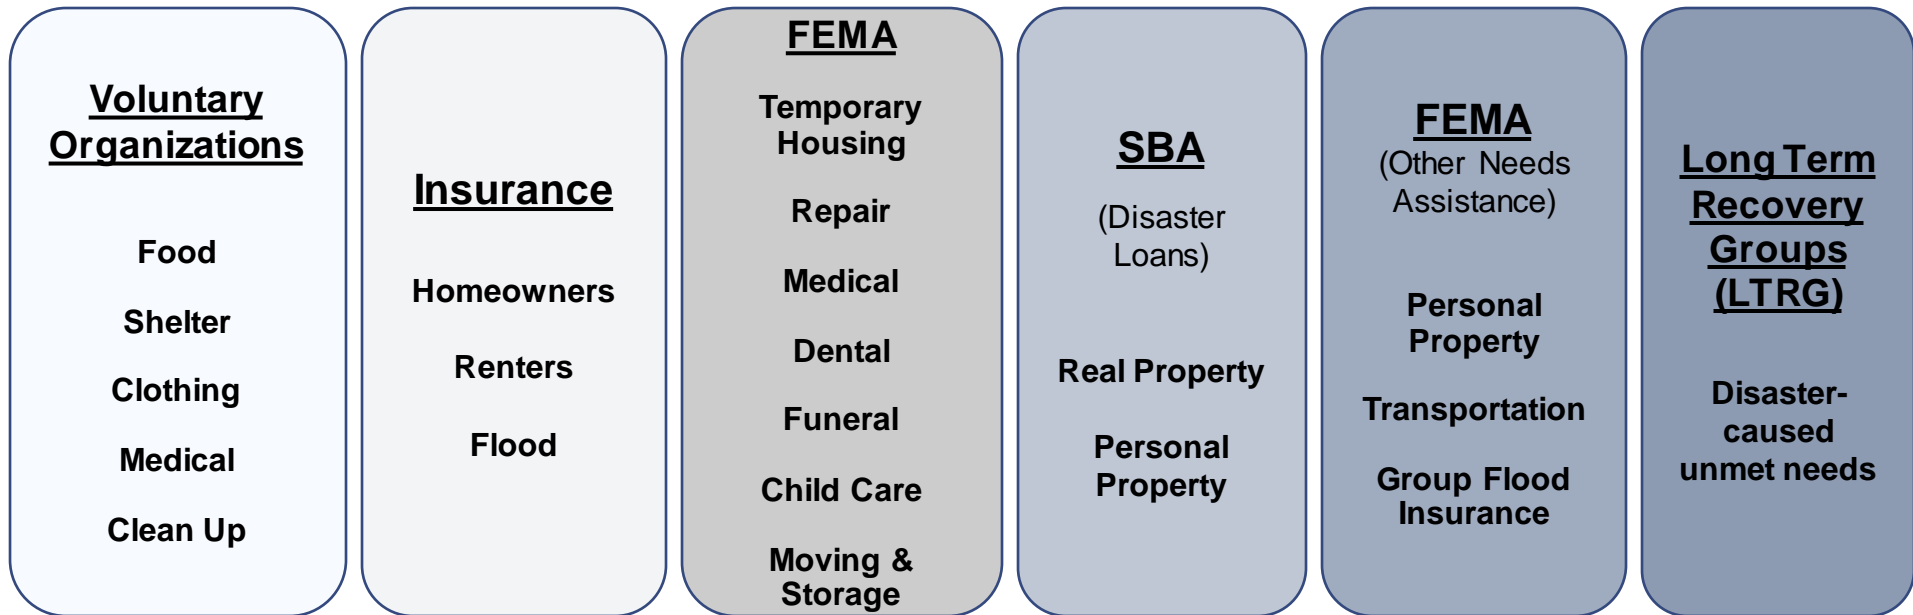 Voluntary
Organizations
Food
Shelter
Clothing
Medical
Clean Up
Insurance
Homeowners
Renters
Flood
FEMA
Temporary
Housing
Repair
Medical
Dental
Funeral
Child Care
Moving &
Storage
SBA
(Disaster
Loans)
Real Property
Personal
Property
FEMA
(Other Needs
Assistance)
Personal
Property
Transportation
Group Flood
Insurance
Long Term
Recovery
Groups
(LTRG)
Disaster-
caused
unmet needs